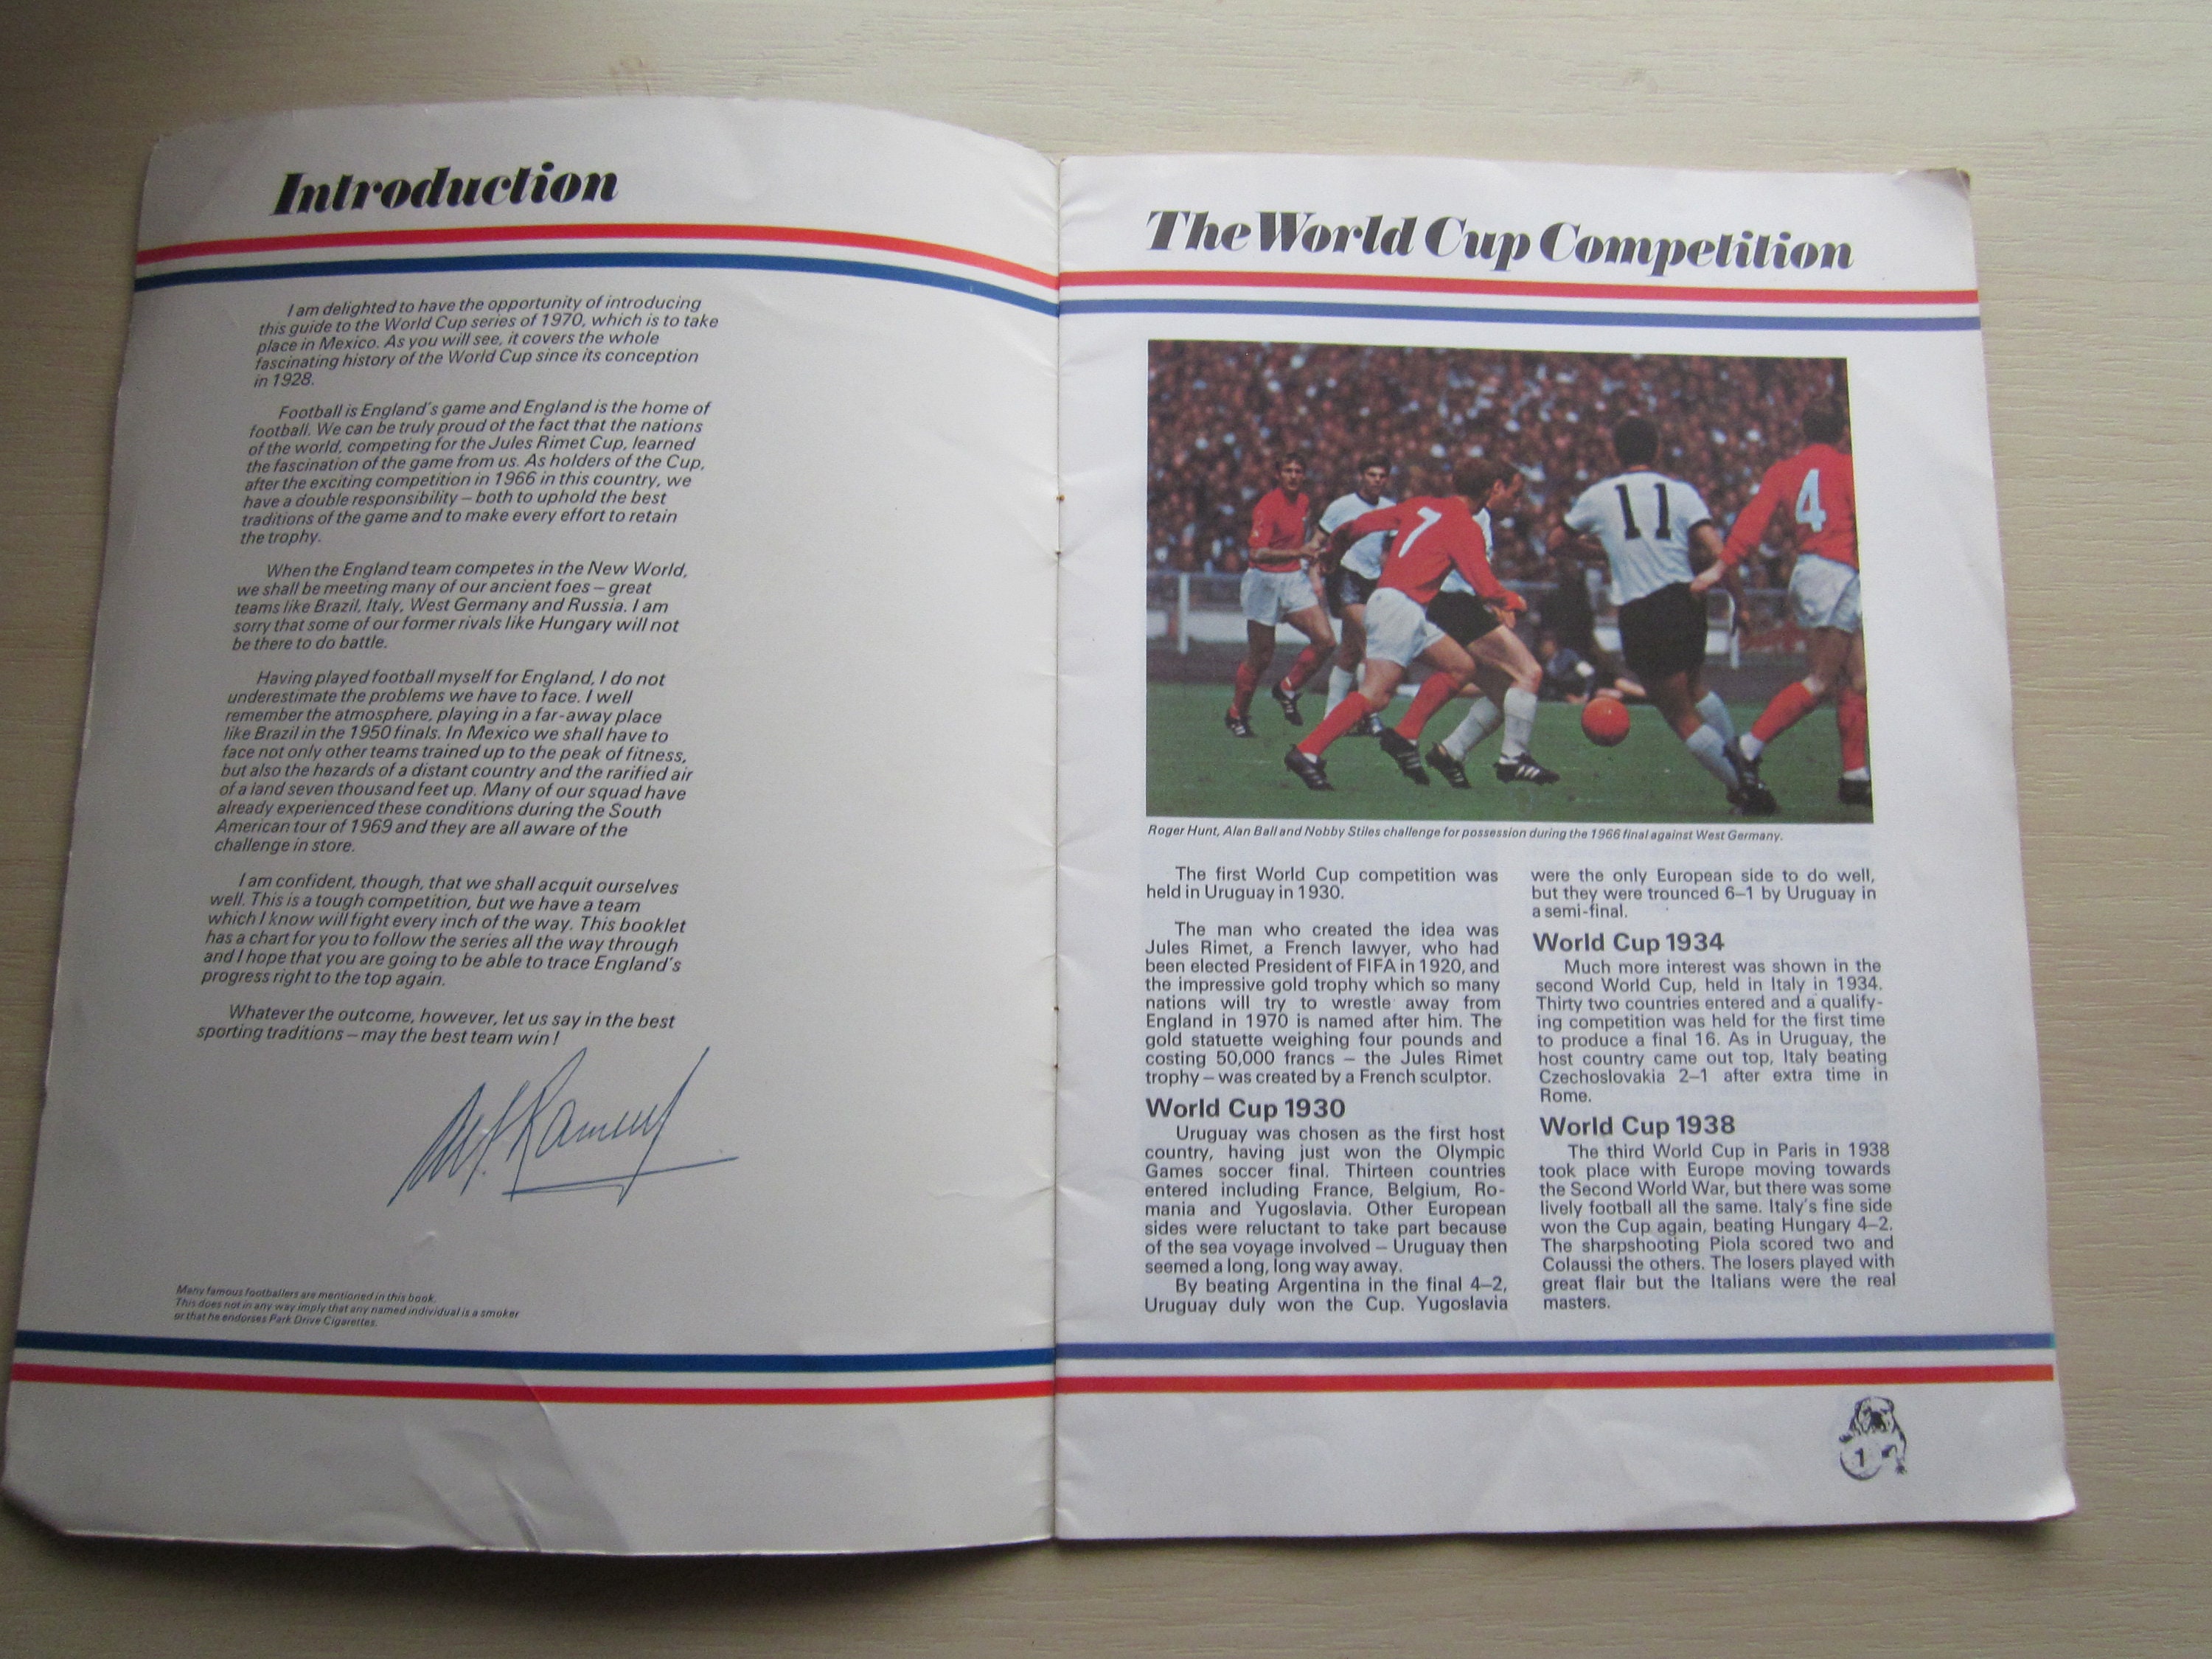 Introduction
I am delighted to have the opportunity of introducing
this guide to the World Cup series of 1970, which is to take
place in Mexico. As you will see, it covers the whole
fascinating history of the World Cup since its conception
in 1928.
Football is England's game and England is the home of
football. We can be truly proud of the fact that the nations
of the world, competing for the Jules Rimet Cup, learned
the fascination of the game from us. As holders of the Cup,
after the exciting competition in 1966 in this country, we
have a double responsibility – both to uphold the best
traditions of the game and to make every effort to retain
the trophy.
When the England team competes in the New World,
we shall be meeting many of our ancient foes – great
teams like Brazil, Italy, West Germany and Russia. I am
sorry that some of our former rivals like Hungary will not
be there to do battle.
Having played football myself for England, I do not
underestimate the problems we have to face. I well
remember the atmosphere, playing in a far-away place
like Brazil in the 1950 finals. In Mexico we shall have to
face not only other teams trained up to the peak of fitness,
but also the hazards of a distant country and the rarified air
of a land seven thousand feet up. Many of our squad have
already experienced these conditions during the South
American tour of 1969 and they are all aware of the
challenge in store.
I am confident, though, that we shall acquit ourselves
well. This is a tough competition, but we have a team
which I know will fight every inch of the way. This booklet
has a chart for you to follow the series all the way through
and I hope that you are going to be able to trace England's
progress right to the top again.
Whatever the outcome, however, let us say in the best
sporting traditions – may the best team win!
Alf. Ramsey
Many famous footballers are mentioned in this book.
This does not in any way imply that any named individual is a smoker
or that he endorses Park Drive Cigarettes.
The World Cup Competition
7
11
4
Roger Hunt, Alan Ball and Nobby Stiles challenge for possession during the 1966 final against West Germany.
The first World Cup competition was
held in Uruguay in 1930.
The man who created the idea was
Jules Rimet, a French lawyer, who had
been elected President of FIFA in 1920, and
the impressive gold trophy which so many
nations will try to wrestle away from
England in 1970 is named after him. The
gold statuette weighing four pounds and
costing 50,000 francs – the Jules Rimet
trophy – was created by a French sculptor.
World Cup 1930
Uruguay was chosen as the first host
country, having just won the Olympic
Games soccer final. Thirteen countries
entered including France, Belgium, Ro-
mania and Yugoslavia. Other European
sides were reluctant to take part because
of the sea voyage involved – Uruguay then
seemed a long, long way away.
By beating Argentina in the final 4–2,
Uruguay duly won the Cup. Yugoslavia
were the only European side to do well,
but they were trounced 6–1 by Uruguay in
a semi-final.
World Cup 1934
Much more interest was shown in the
second World Cup, held in Italy in 1934.
Thirty two countries entered and a qualify-
ing competition was held for the first time
to produce a final 16. As in Uruguay, the
host country came out top, Italy beating
Czechoslovakia 2–1 after extra time in
Rome.
World Cup 1938
The third World Cup in Paris in 1938
took place with Europe moving towards
the Second World War, but there was some
lively football all the same. Italy's fine side
won the Cup again, beating Hungary 4–2.
The sharpshooting Piola scored two and
Colaussi the others. The losers played with
great flair but the Italians were the real
masters.
1